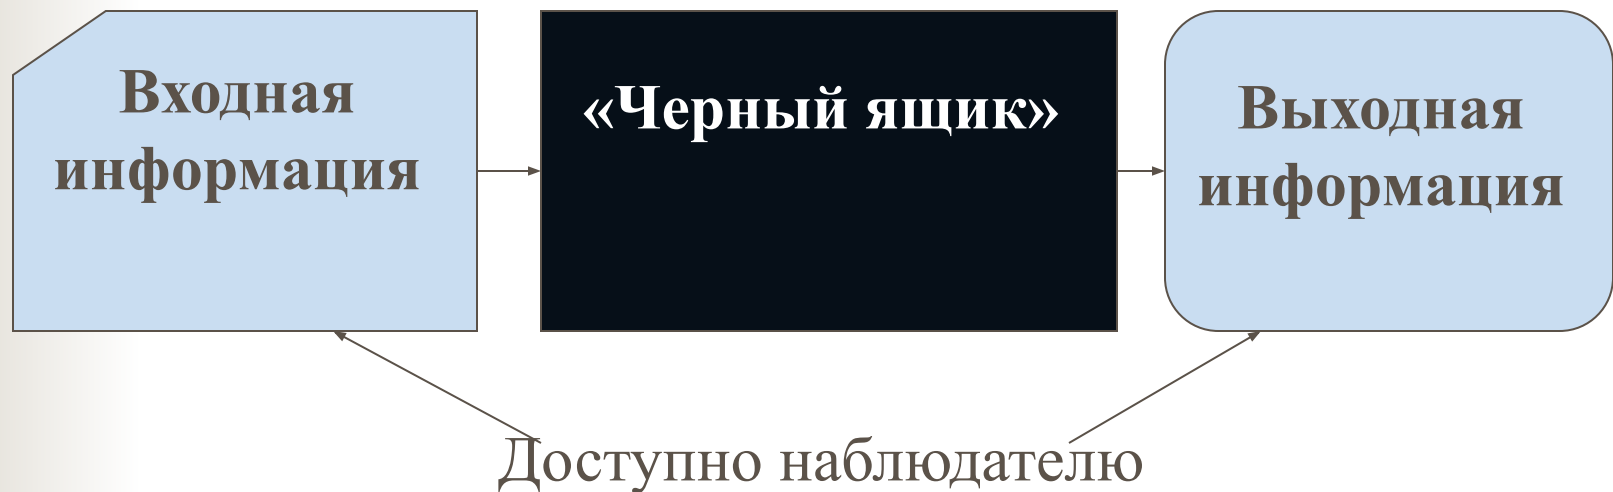 Входная
информация
«Черный ящик»
Выходная
информация
Доступно наблюдателю